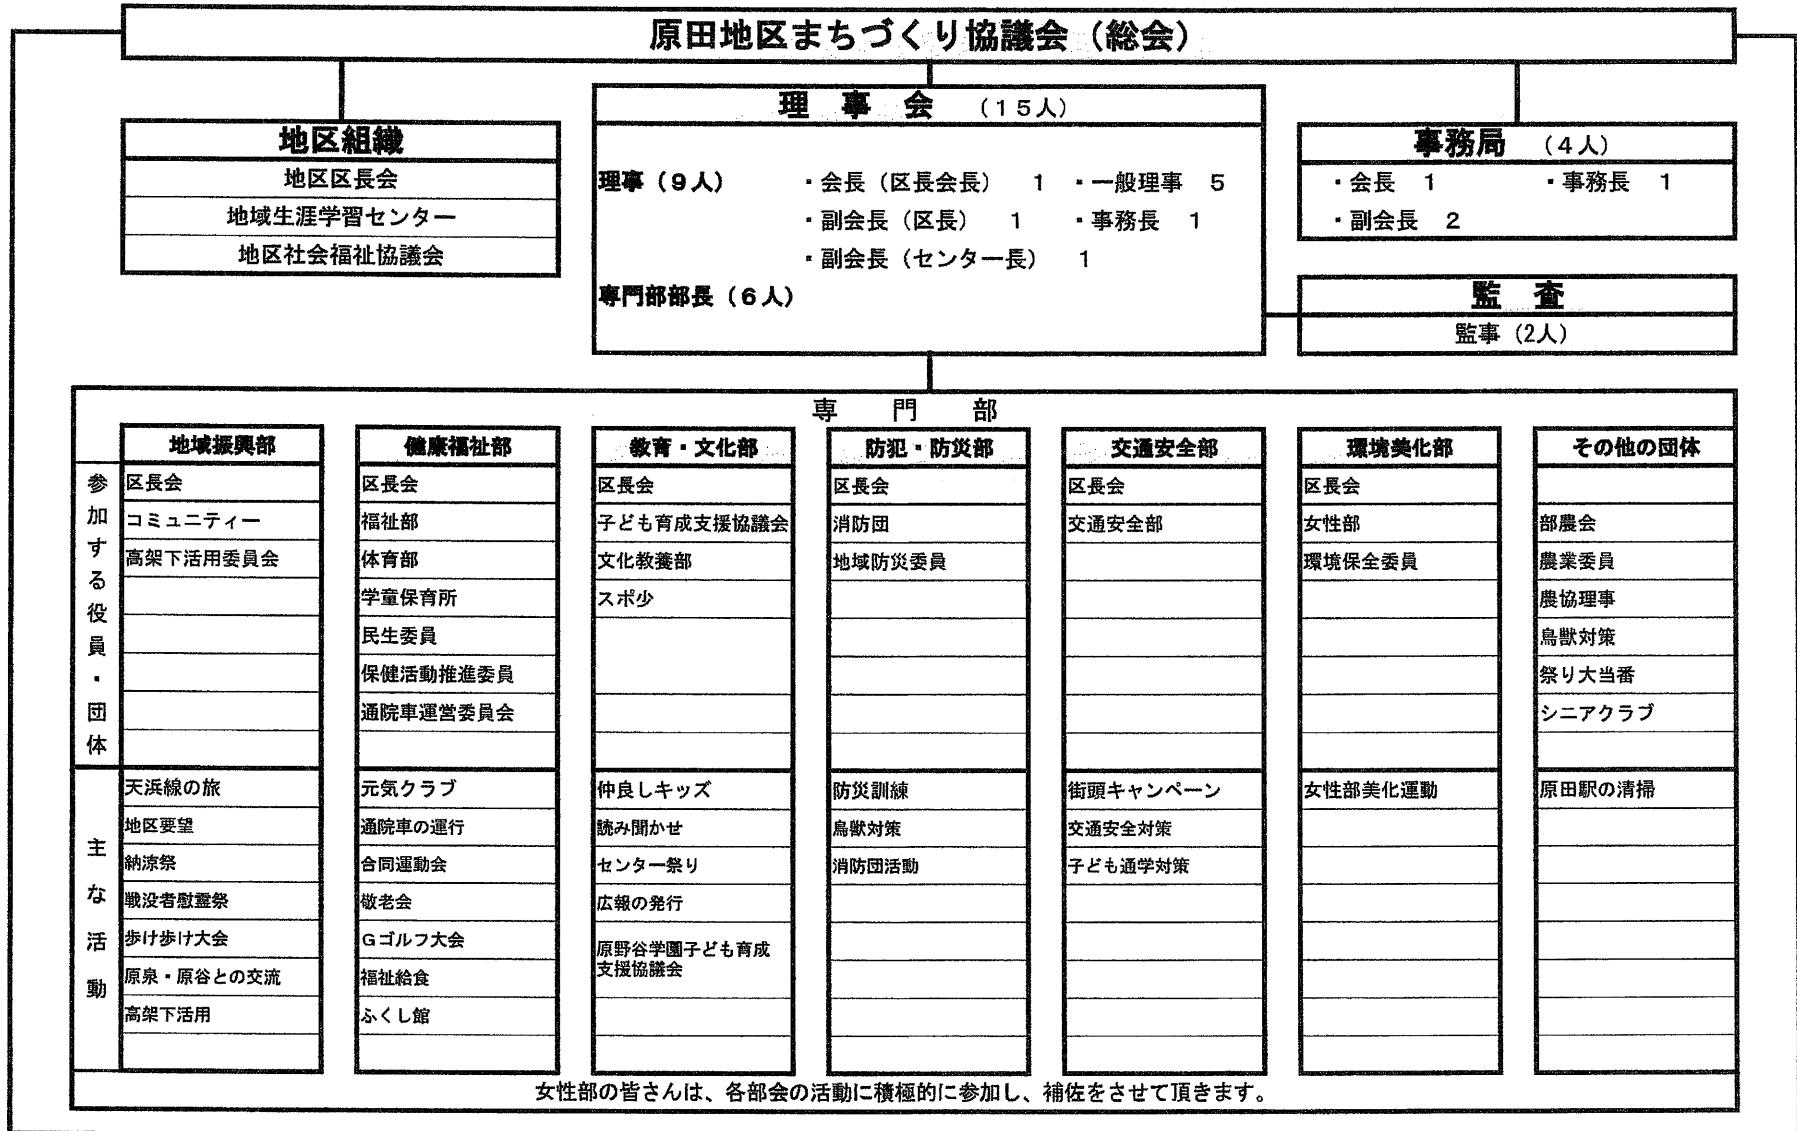 原田地区まちづくり協議会（総会）
地区組織
地区区長会
地域生涯学習センター
地区社会福祉協議会
理　事　会　（１５人）
理事（９人）　・会長（区長会長）　１　・一般理事　５
・副会長（区長）　１　・事務長　１
・副会長（センター長）　１
専門部部長（６人）
事務局　（４人）
・会長　１　・事務長　１
・副会長　２
監　査
監事（2人）
専　門　部
参加する役員・団体
主な活動
地域振興部
区長会
コミュニティー
高架下活用委員会
天浜線の旅
地区要望
納涼祭
戦没者慰霊祭
歩け歩け大会
原泉・原谷との交流
高架下活用
健康福祉部
区長会
福祉部
体育部
学童保育所
民生委員
保健活動推進委員
通院車運営委員会
元気クラブ
通院車の運行
合同運動会
敬老会
Ｇゴルフ大会
福祉給食
ふくし館
教育・文化部
区長会
子ども育成支援協議会
文化教養部
スポ少
仲良しキッズ
読み聞かせ
センター祭り
広報の発行
原野谷学園子ども育成
支援協議会
防犯・防災部
区長会
消防団
地域防災委員
防災訓練
鳥獣対策
消防団活動
交通安全部
区長会
交通安全部
街頭キャンペーン
交通安全対策
子ども通学対策
環境美化部
区長会
女性部
環境保全委員
女性部美化運動
その他の団体
部農会
農業委員
農協理事
鳥獣対策
祭り大当番
シニアクラブ
原田駅の清掃
女性部の皆さんは、各部会の活動に積極的に参加し、補佐をさせて頂きます。